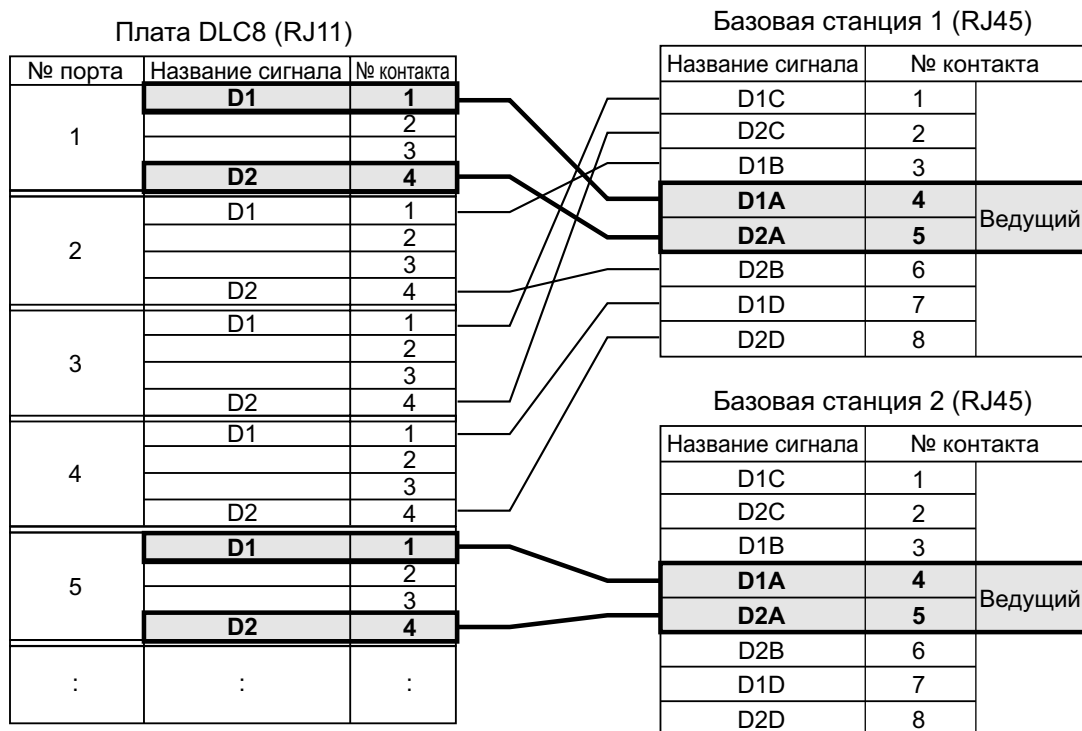 Плата DLC8 (RJ11)
№ порта Название сигнала № контакта
1
D1 1
2
3
D2 4
2
D1 1
2
3
D2 4
3
D1 1
2
3
D2 4
4
D1 1
2
3
D2 4
5
D1 1
2
3
D2 4
: : :
Базовая станция 1 (RJ45)
Название сигнала № контакта
D1C 1
D2C 2
D1B 3
D1A 4
D2A 5
Ведущий
D2B 6
D1D 7
D2D 8
Базовая станция 2 (RJ45)
Название сигнала № контакта
D1C 1
D2C 2
D1B 3
D1A 4
D2A 5
Ведущий
D2B 6
D1D 7
D2D 8